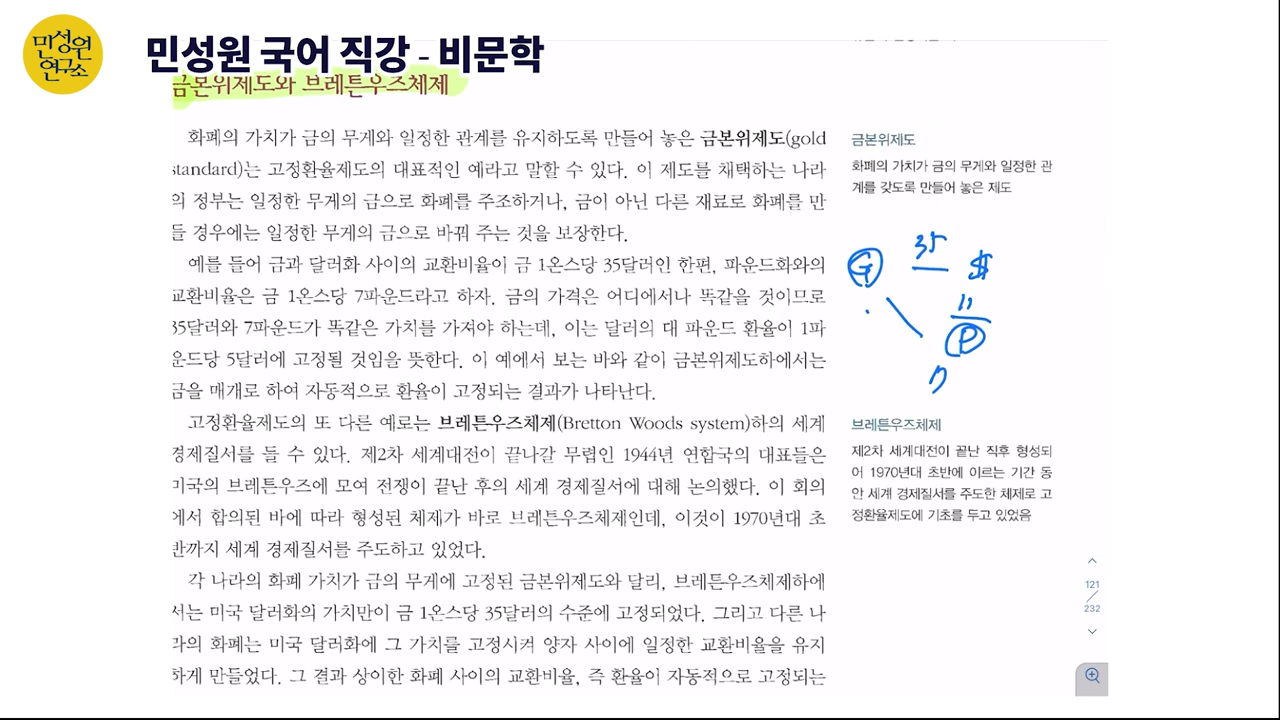 민성원
연구소
민성원 국어 직강 - 비문학
금본위제도와 브레튼우즈체제
화폐의 가치가 금의 무게와 일정한 관계를 유지하도록 만들어 놓은 금본위제도(gold
standard)는 고정환율제도의 대표적인 예라고 말할 수 있다. 이 제도를 채택하는 나라
의 정부는 일정한 무게의 금으로 화폐를 주조하거나, 금이 아닌 다른 재료로 화폐를 만
들 경우에는 일정한 무게의 금으로 바꿔 주는 것을 보장한다.
예를 들어 금과 달러화 사이의 교환비율이 금 1온스당 35달러인 한편, 파운드화와의
교환비율은 금 1온스당 7파운드라고 하자. 금의 가격은 어디에서나 똑같을 것이므로
35달러와 7파운드가 똑같은 가치를 가져야 하는데, 이는 달러의 대 파운드 환율이 1파
운드당 5달러에 고정될 것임을 뜻한다. 이 예에서 보는 바와 같이 금본위제도하에서는
금을 매개로 하여 자동적으로 환율이 고정되는 결과가 나타난다.
고정환율제도의 또 다른 예로는 브레튼우즈체제(Bretton Woods system)하의 세계
경제질서를 들 수 있다. 제2차 세계대전이 끝나갈 무렵인 1944년 연합국의 대표들은
미국의 브레튼우즈에 모여 전쟁이 끝난 후의 세계 경제질서에 대해 논의했다. 이 회의
에서 합의된 바에 따라 형성된 체제가 바로 브레튼우즈체제인데, 이것이 1970년대 초
반까지 세계 경제질서를 주도하고 있었다.
각 나라의 화폐 가치가 금의 무게에 고정된 금본위제도와 달리, 브레튼우즈체제하에
서는 미국 달러화의 가치만이 금 1온스당 35달러의 수준에 고정되었다. 그리고 다른 나
라의 화폐는 미국 달러화에 그 가치를 고정시켜 양자 사이에 일정한 교환비율을 유지
하게 만들었다. 그 결과 상이한 화폐 사이의 교환비율, 즉 환율이 자동적으로 고정되는
금본위제도
화폐의 가치가 금의 무게와 일정한 관
계를 갖도록 만들어 놓은 제도
35
G $
P
7
브레튼우즈체제
제2차 세계대전이 끝난 직후 형성되
어 1970년대 초반에 이르는 기간 동
안 세계 경제질서를 주도한 체제로 고
정환율제도에 기초를 두고 있었음
121
232